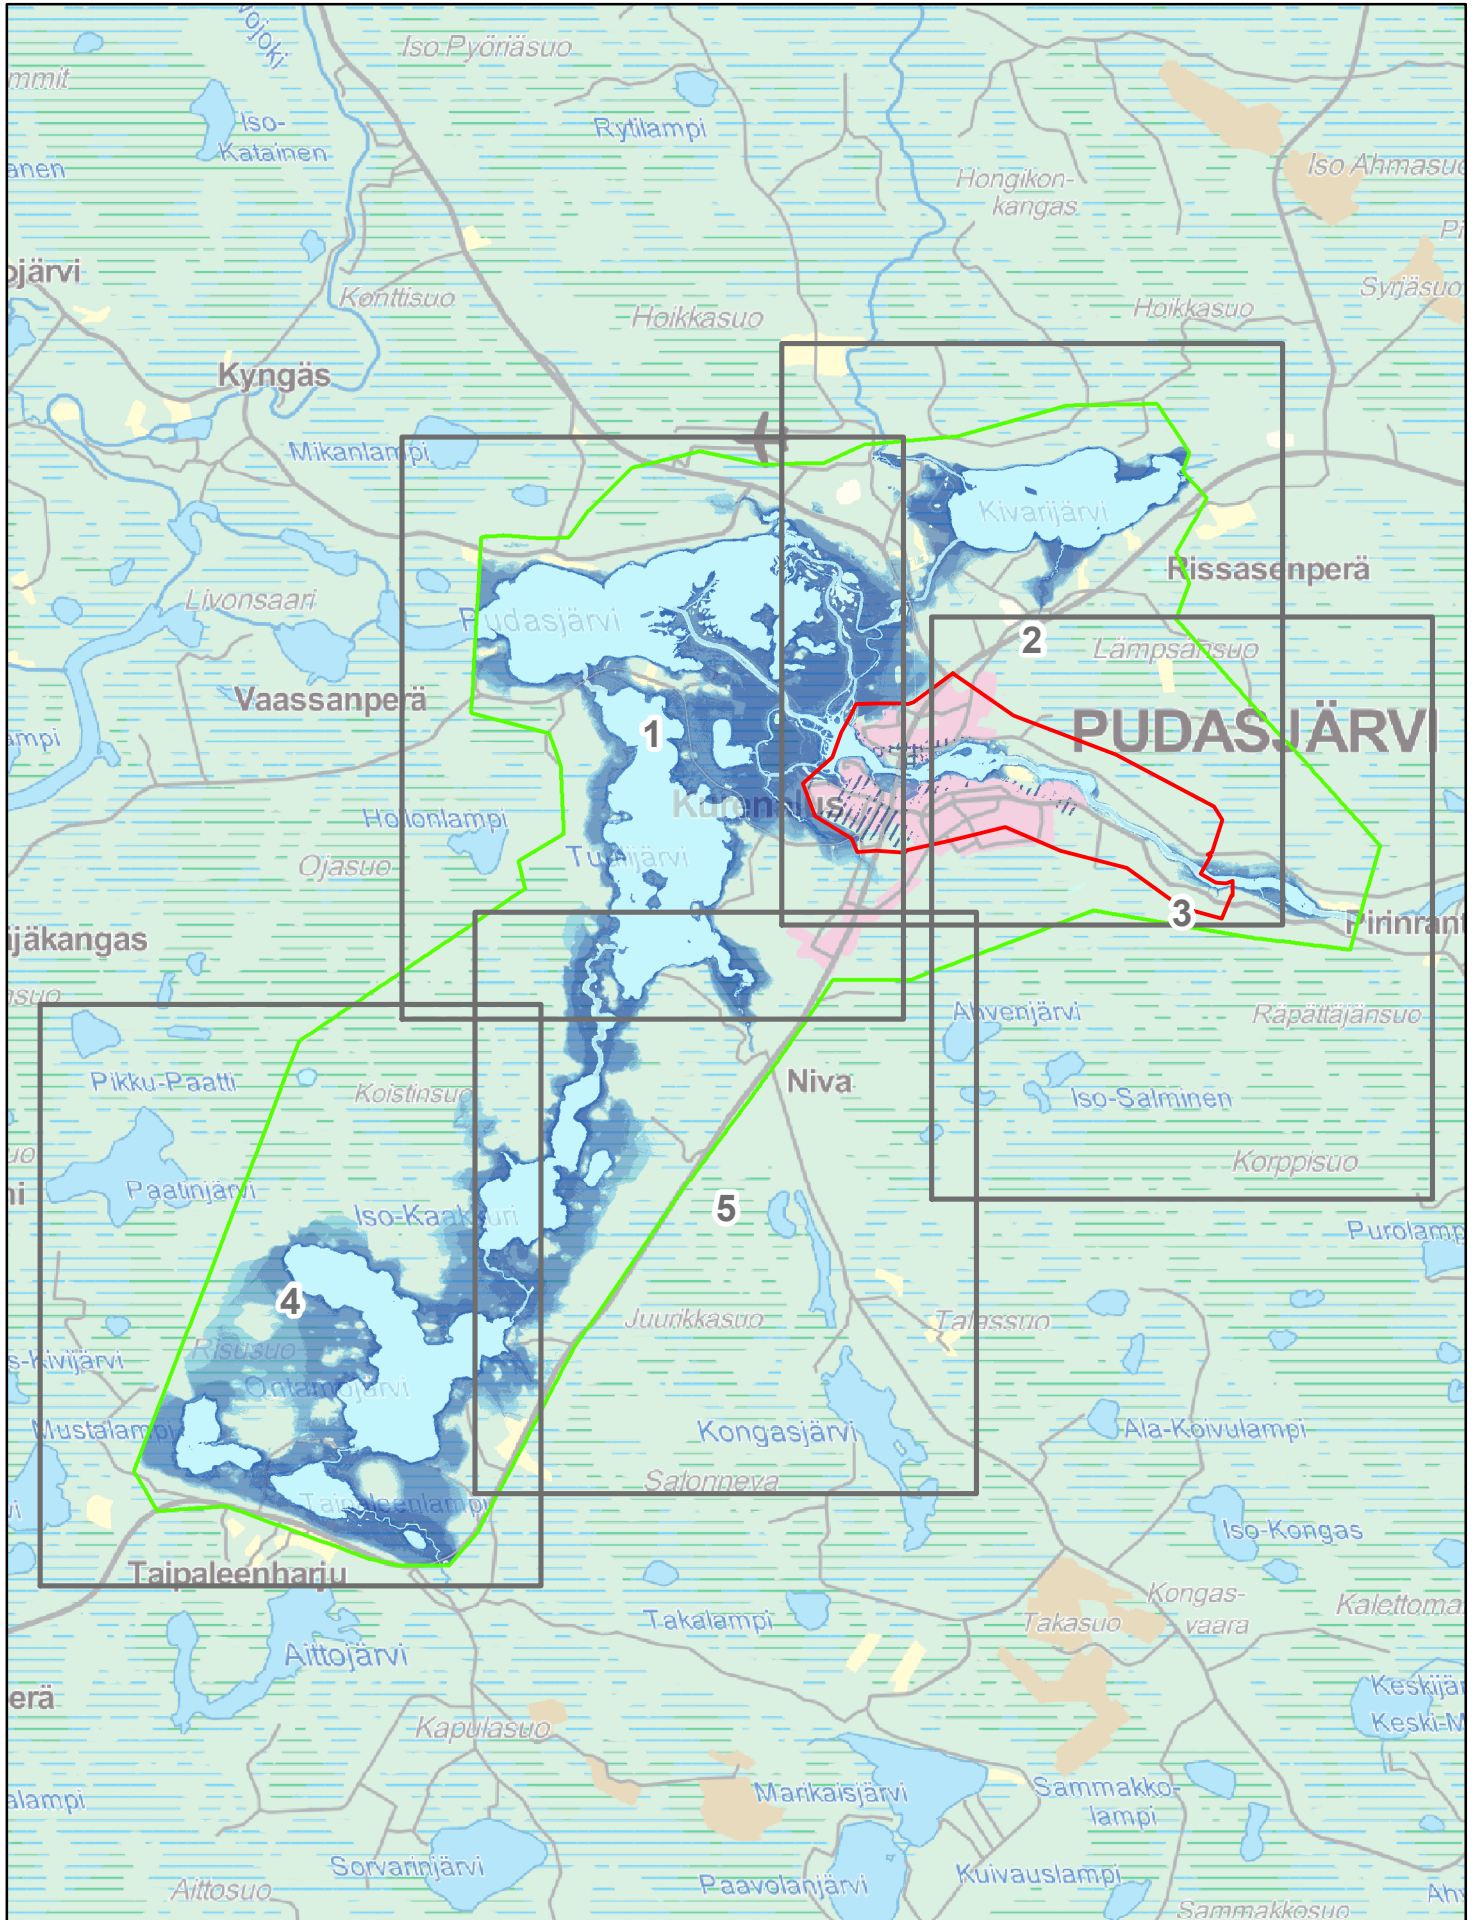 Iso Pyöriäsuo
Iso-
Katainen
Rytilampi
Hongikon-
kangas
Iso Ahmasuo
Konttisuo
Hoikkasuo
Hoikkasuo
Syrjäsuo
Kyngäs
Mikanlampi
Kivarijärvi
Rissasenperä
Livonsaari
Pudasjärvi
2
Lämpsänsuo
Vaassanperä
1
PUDASJÄRVI
Hollonlampi
Kurenalus
Ojasuo
Tuulijärvi
3
Ahvenjärvi
Räpättäjänsuo
Pikku-Paatti
Koistinsuo
Niva
Iso-Salminen
Korppisuo
Paatinjärvi
Iso-Kaakkuri
5
4
Juurikkasuo
Talassuo
Risusuo
Ontamojärvi
Mustalampi
Kongasjärvi
Ala-Koivulampi
Salonneva
Taipaleenlampi
Iso-Kongas
Taipaleenharju
Takalampi
Takasuo
Kongas-
vaara
Aittojärvi
Kapulasuo
Marikaisjärvi
Sammakko-
lampi
Sorvarinjärvi
Paavolanjärvi
Kuivauslampi
Aittosuo
Sammakkosuo